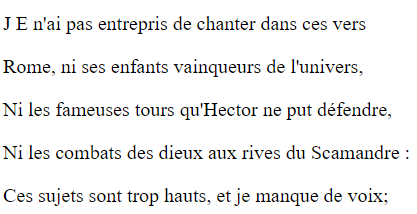 J E n'ai pas entrepris de chanter dans ces vers
Rome, ni ses enfants vainqueurs de l'univers,
Ni les fameuses tours qu'Hector ne put défendre,
Ni les combats des dieux aux rives du Scamandre :
Ces sujets sont trop hauts, et je manque de voix;